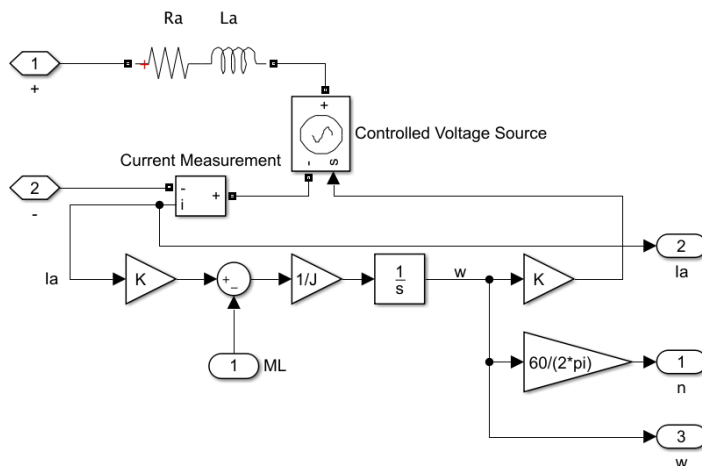 Ra La
1
+
+
Controlled Voltage Source
- s
Current Measurement
2
-
- +
i
2
Ia
Ia
K
+
-
1/J
1
s
w
K
1 ML
60/(2*pi)
1
n
3
w